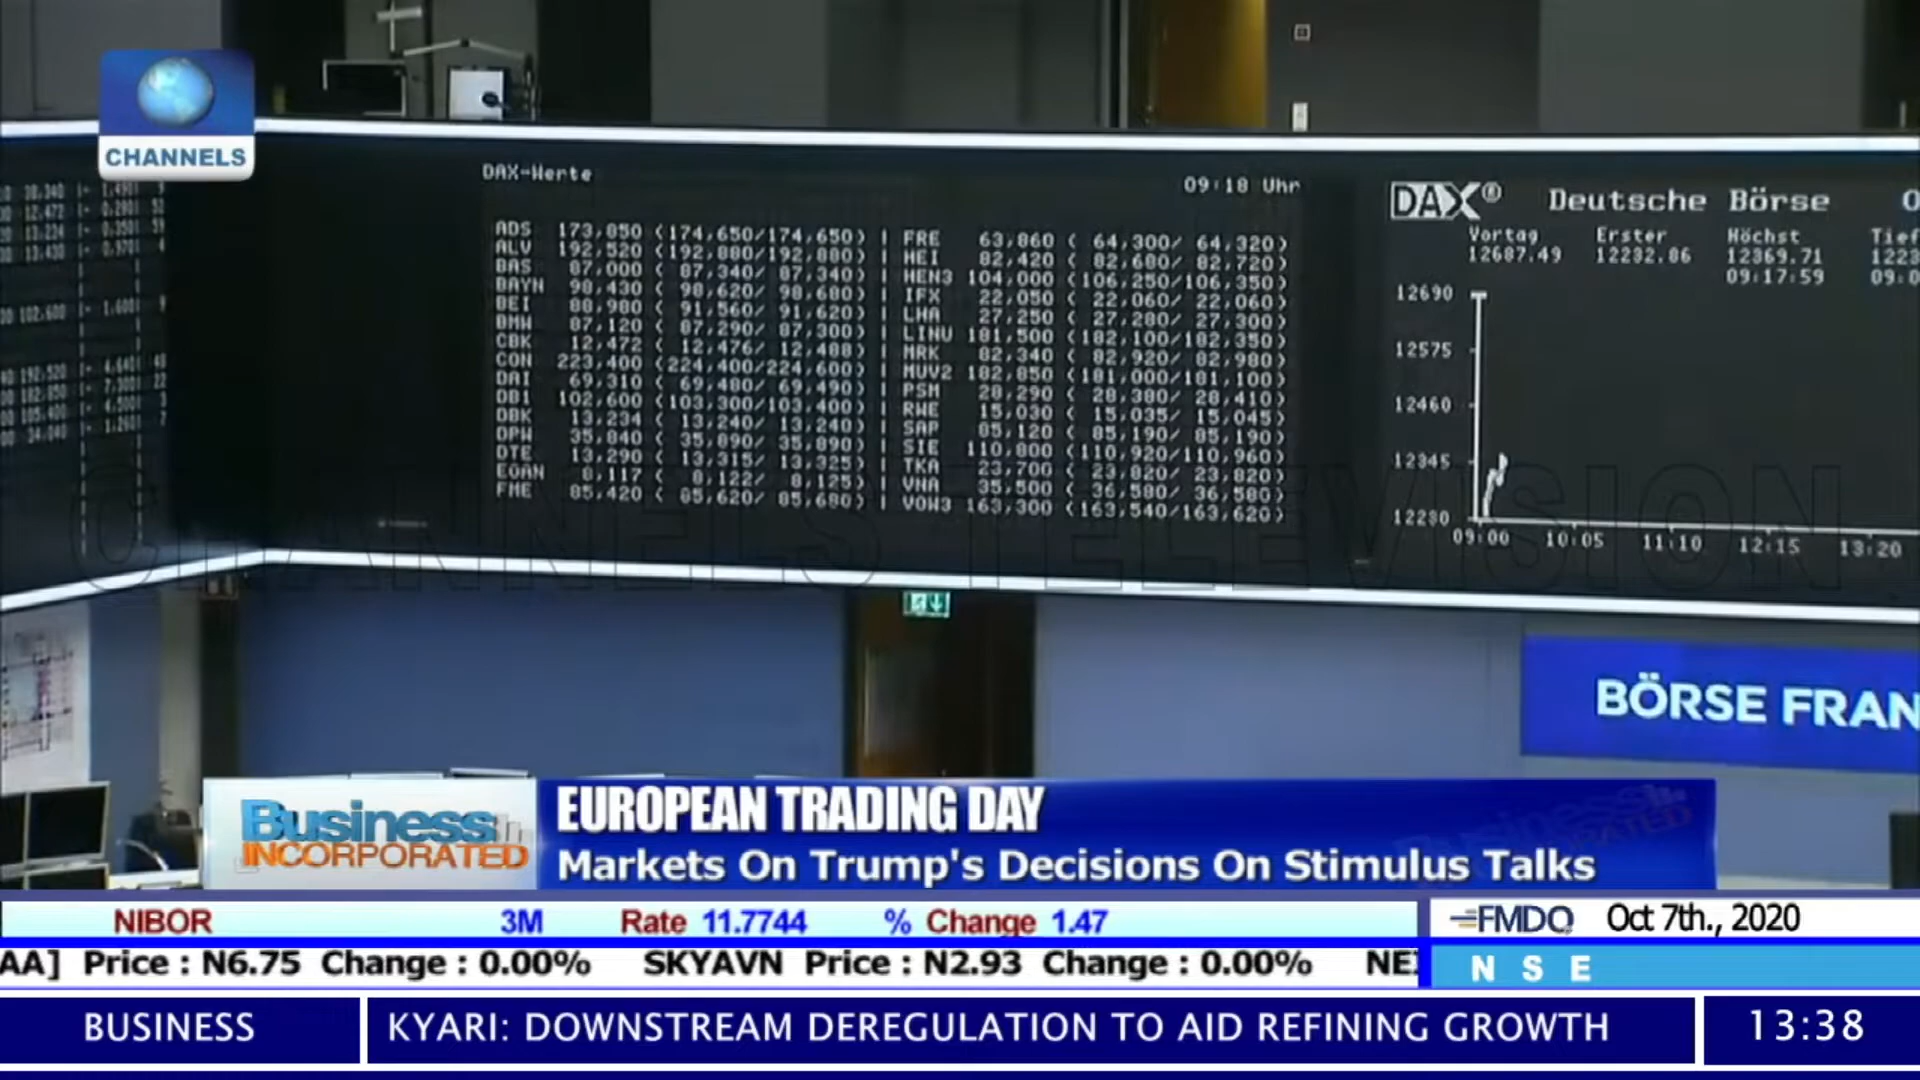 CHANNELS
DAX-Werte
09:18 Uhr
ADS 173,850 (174,650/174,650) | FRE 63,860 ( 64,300/ 64,320)
ALV 192,520 (192,880/192,880) | HEI 82,420 ( 82,680/ 82,720)
BAS 87,000 ( 87,340/ 87,340) | HEN3 104,000 (106,250/106,350)
BAYN 98,430 ( 98,620/ 98,680) | IFX 22,050 ( 22,060/ 22,060)
BEI 88,980 ( 91,560/ 91,620) | LHA 27,250 ( 27,280/ 27,300)
BMW 87,120 ( 87,290/ 87,300) | LINU 181,500 (182,100/182,350)
CBK 12,472 ( 12,476/ 12,488) | MRK 82,340 ( 82,920/ 82,980)
CON 223,400 (224,400/224,600) | MUV2 182,850 (181,000/181,100)
DAI 69,310 ( 69,480/ 69,490) | PSM 28,290 ( 28,380/ 28,410)
DB1 102,600 (103,300/103,400) | RWE 15,030 ( 15,035/ 15,045)
DBK 13,234 ( 13,240/ 13,240) | SAP 85,120 ( 85,190/ 85,190)
DPW 35,840 ( 35,890/ 35,890) | SIE 110,800 (110,920/110,960)
DTE 13,290 ( 13,315/ 13,325) | TKA 23,700 ( 23,820/ 23,820)
EOAN 8,117 ( 8,122/ 8,125) | VNA 35,500 ( 36,580/ 36,580)
FME 85,420 ( 85,620/ 85,680) | VOW3 163,300 (163,540/163,620)
DAX® Deutsche Börse
Vortag Erster Höchst Tief
12687.49 12232.86 12369.71
09:17:59
12690
12575
12460
12345
12230
09:00 10:05 11:10 12:15 13:20
CHANNELS TELEVISION
BÖRSE FRAN
Business INCORPORATED
EUROPEAN TRADING DAY
Markets On Trump's Decisions On Stimulus Talks
NIBOR 3M Rate 11.7744 % Change 1.47
FMDQ Oct 7th., 2020
AA] Price : N6.75 Change : 0.00% SKYAVN Price : N2.93 Change : 0.00%
NSE
BUSINESS
KYARI: DOWNSTREAM DEREGULATION TO AID REFINING GROWTH
13:38